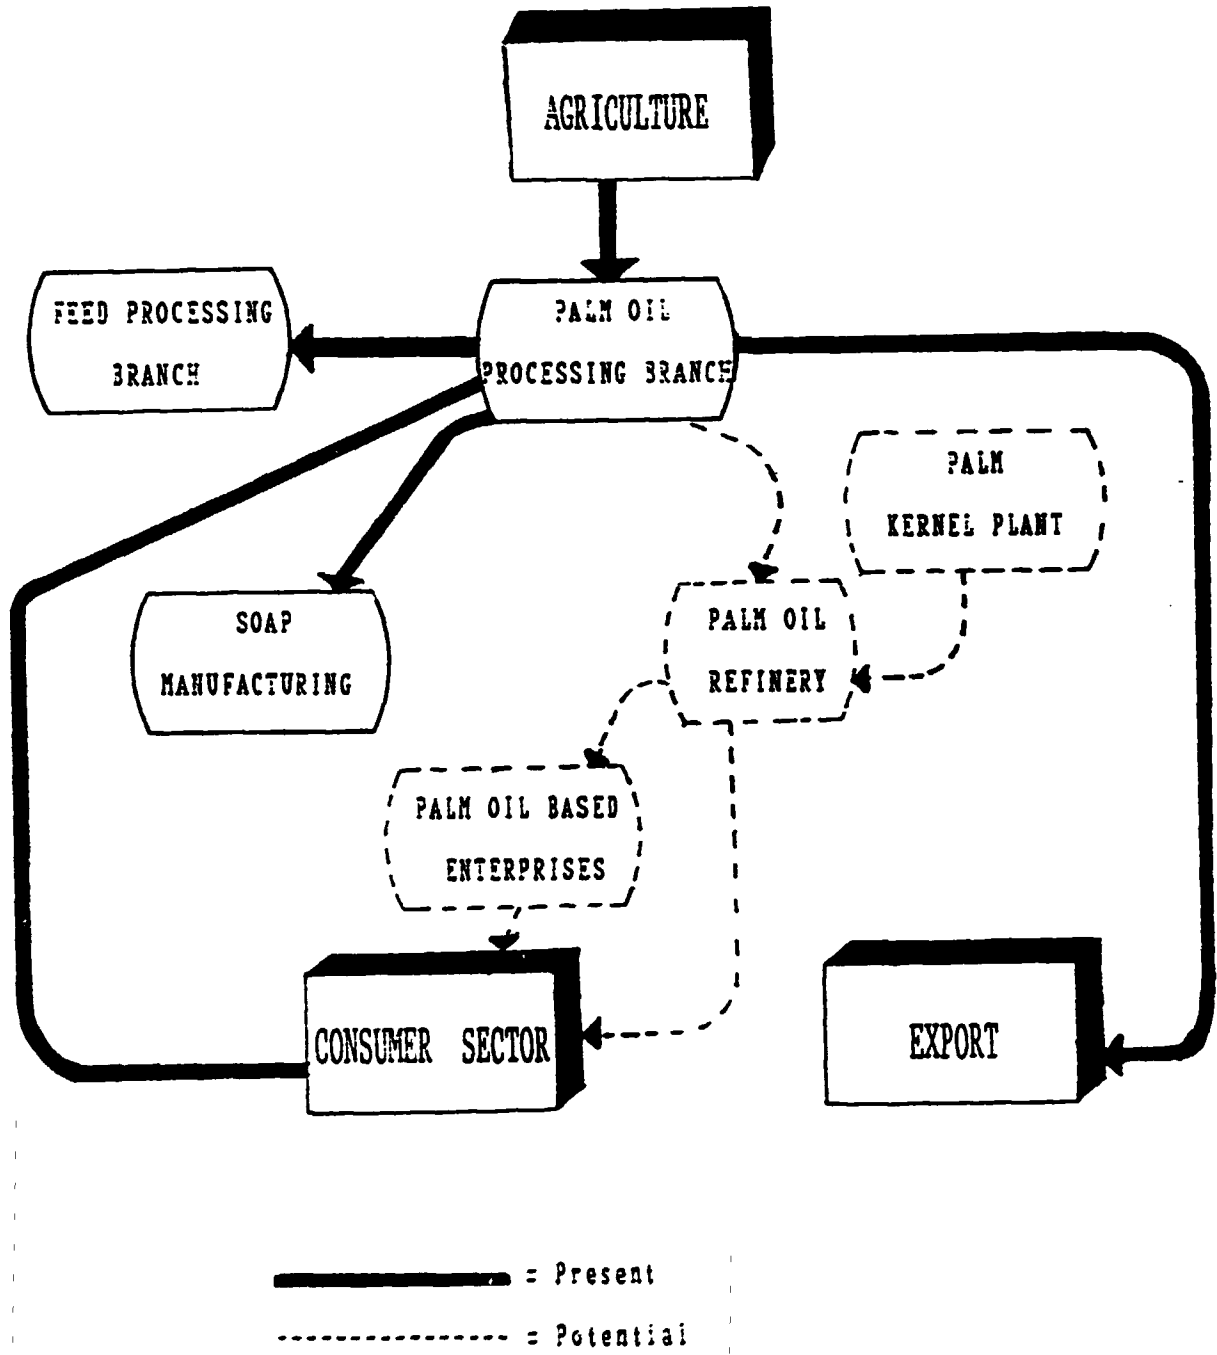 AGRICULTURE
FEED PROCESSING
BRANCH
PALM OIL
PROCESSING BRANCH
PALM
KERNEL PLANT
SOAP
MANUFACTURING
PALM OIL
REFINERY
PALM OIL BASED
ENTERPRISES
CONSUMER SECTOR
EXPORT
= Present
= Potential